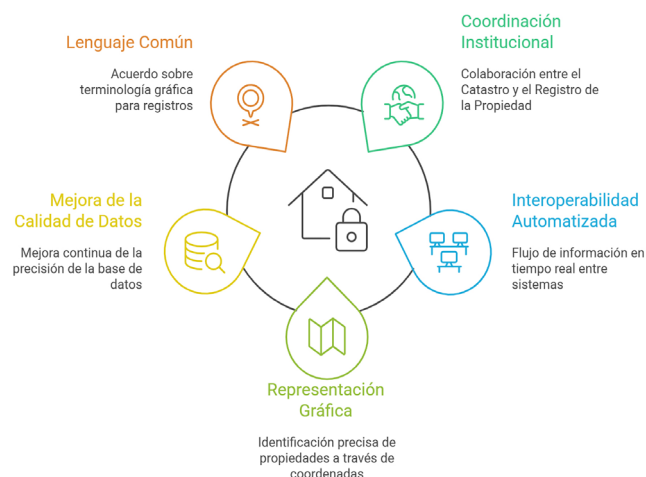 Lenguaje Común
Acuerdo sobre
terminología gráfica
para registros
Coordinación
Institucional
Colaboración entre el
Catastro y el Registro de
la Propiedad
Mejora de la
Calidad de Datos
Mejora continua de la
precisión de la base de
datos
Interoperabilidad
Automatizada
Flujo de información en
tiempo real entre
sistemas
Representación
Gráfica
Identificación precisa de
propiedades a través de
coordenadas